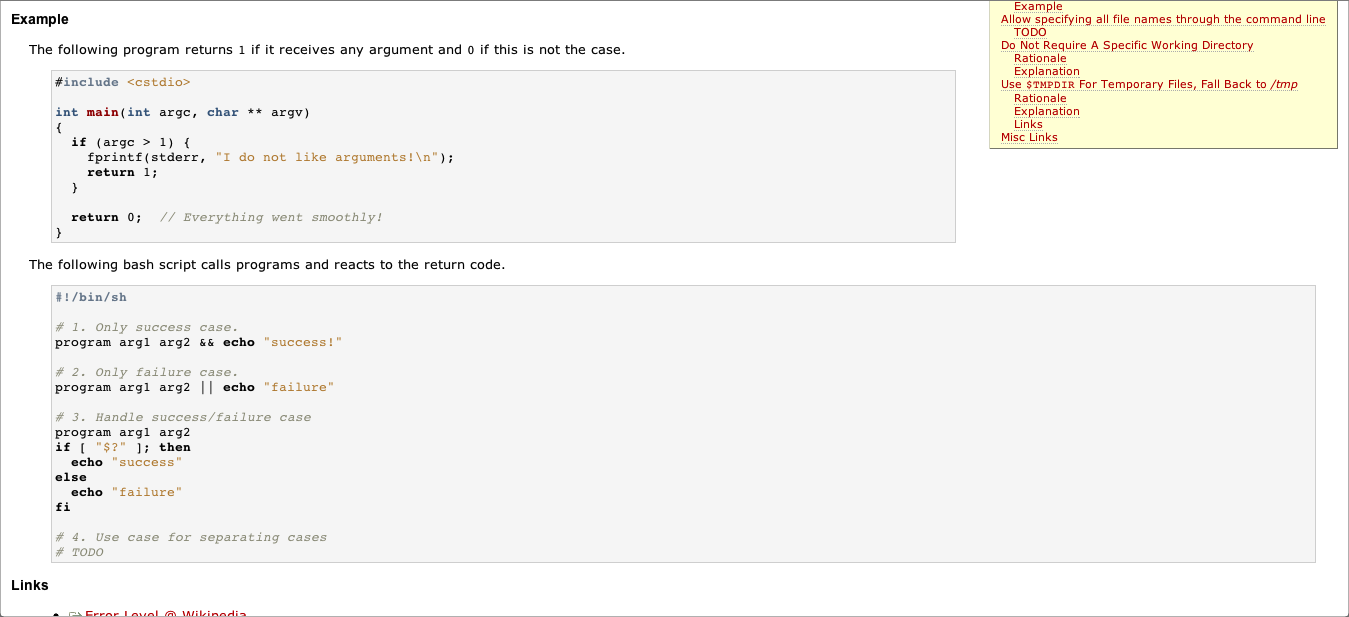 Example
The following program returns 1 if it receives any argument and 0 if this is not the case.
#include <cstdio>
int main(int argc, char ** argv)
{
  if (argc > 1) {
    fprintf(stderr, "I do not like arguments!\n");
    return 1;
  }
  return 0;  // Everything went smoothly!
}
The following bash script calls programs and reacts to the return code.
#!/bin/sh
# 1. Only success case.
program arg1 arg2 && echo "success!"
# 2. Only failure case.
program arg1 arg2 || echo "failure"
# 3. Handle success/failure case
program arg1 arg2
if [ "$?" ]; then
  echo "success"
else
  echo "failure"
fi
# 4. Use case for separating cases
# TODO
Links
Error Level @ Wikipedia
Example
Allow specifying all file names through the command line
TODO
Do Not Require A Specific Working Directory
Rationale
Explanation
Use $TMPDIR For Temporary Files, Fall Back to /tmp
Rationale
Explanation
Links
Misc Links